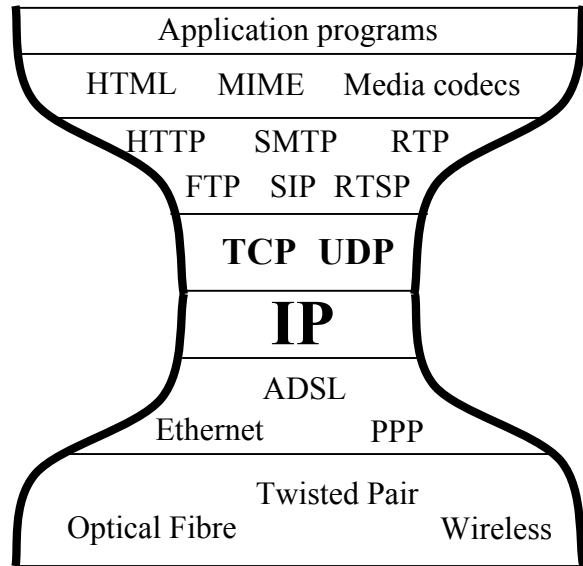 Application programs
HTML MIME Media codecs
HTTP SMTP RTP
FTP SIP RTSP
TCP UDP
IP
ADSL
Ethernet PPP
Twisted Pair
Optical Fibre Wireless